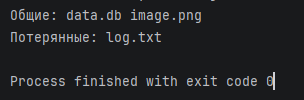 Общие: data.db image.png
Потерянные: log.txt
Process finished with exit code 0